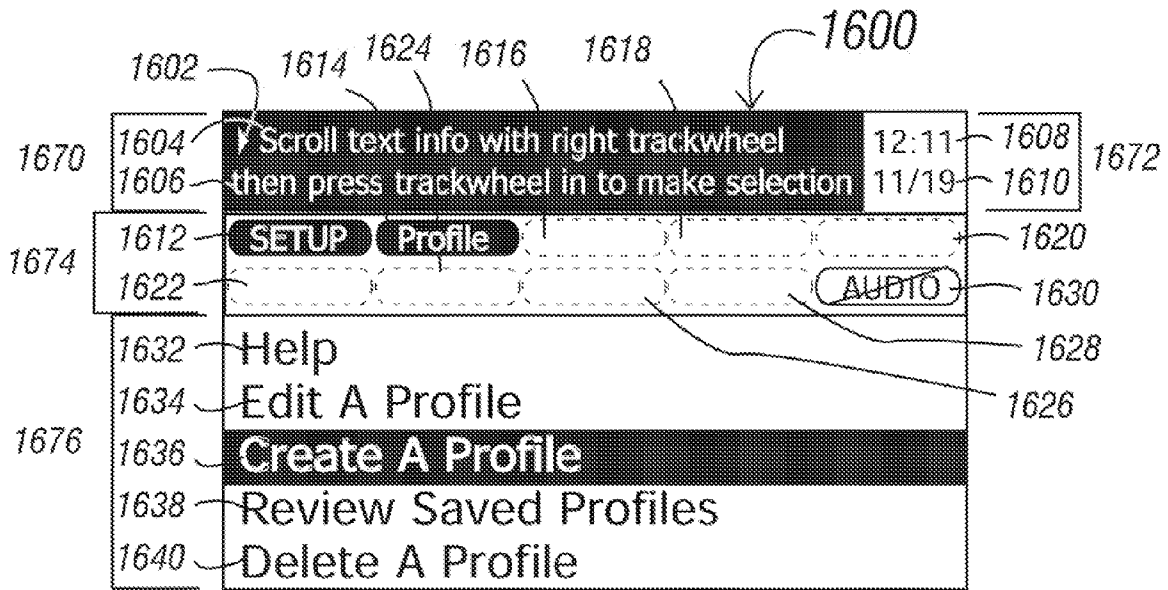 1600
1602 1614 1624 1616 1618
1670 1604 Scroll text info with right trackwheel 12:11 1608 1672
1606 then press trackwheel in to make selection 11/19 1610
1674 1612 SETUP Profile 1620
1622 AUDIO 1630
1632 Help 1628
1634 Edit A Profile 1626
1676 1636 Create A Profile
1638 Review Saved Profiles
1640 Delete A Profile